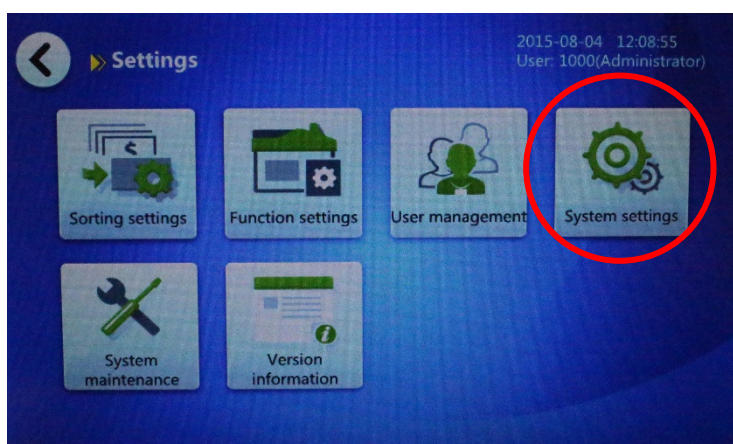 Settings
2015-08-04 12:08:55
User: 1000(Administrator)
$
Sorting settings
Function settings
User management
System settings
System
maintenance
Version
information
i